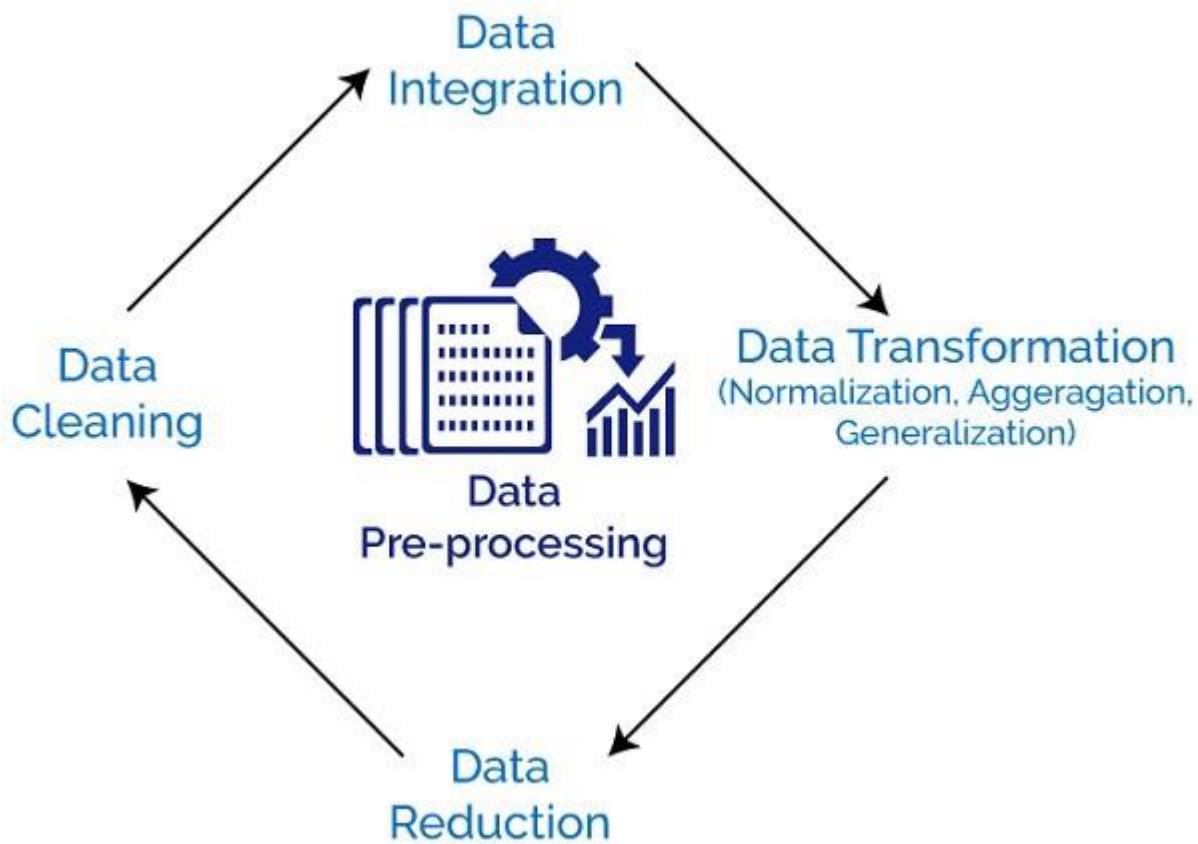 Data
Integration
Data Transformation
(Normalization, Aggeragation,
Generalization)
Data
Reduction
Data
Cleaning
Data
Pre-processing